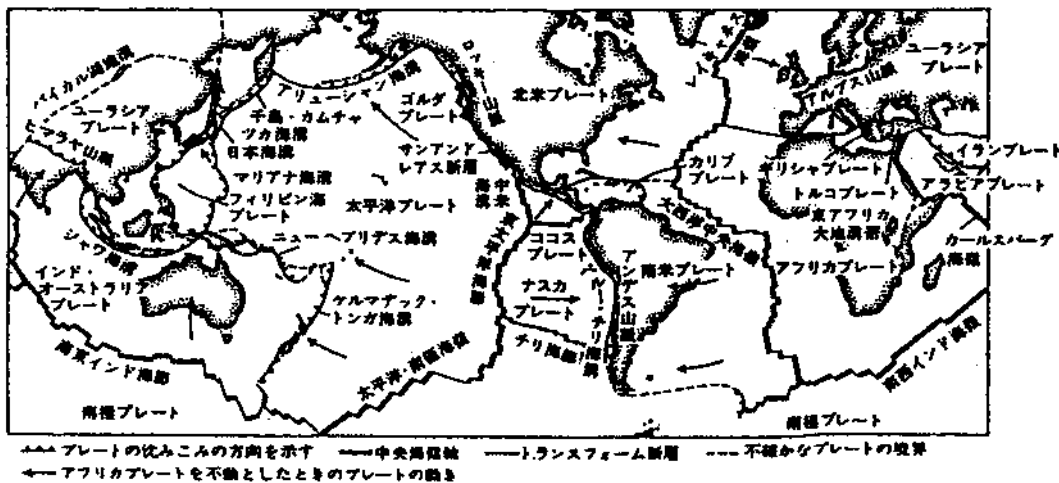 バイカル湖地溝
ユーラシア
プレート
ヒマラヤ山脈
アリューシャン海溝
千島・カムチャ
ツカ海溝
日本海溝
マリアナ海溝
フィリピン海
プレート
ジャワ海溝
インド・
オーストラリア
プレート
南東インド海嶺
南極プレート
ゴルダ
プレート
ロッキ山脈
サンアンド
レアス断層
太平洋プレート
ニューヘブリデス海溝
ケルマデック・
トンガ海溝
太平洋・南極海嶺
東太平洋海嶺
中米
海溝
北米プレート
カリブ
プレート
ココス
プレート
ナスカ
プレート
チリ海嶺
ペルー・チリ海溝
アンデス山脈
南米プレート
大西洋中央海嶺
レイキャネス
海嶺
ユーラシア
プレート
アルプス山脈
ギリシャプレート
トルコプレート
イランプレート
アラビアプレート
東アフリカ
大地溝帯
アフリカプレート
カールスバーグ
海嶺
南西インド海嶺
南極プレート
プレートの沈みこみの方向を示す 中央海嶺 トランスフォーム断層 不確かなプレートの境界
アフリカプレートを不動としたときのプレートの動き